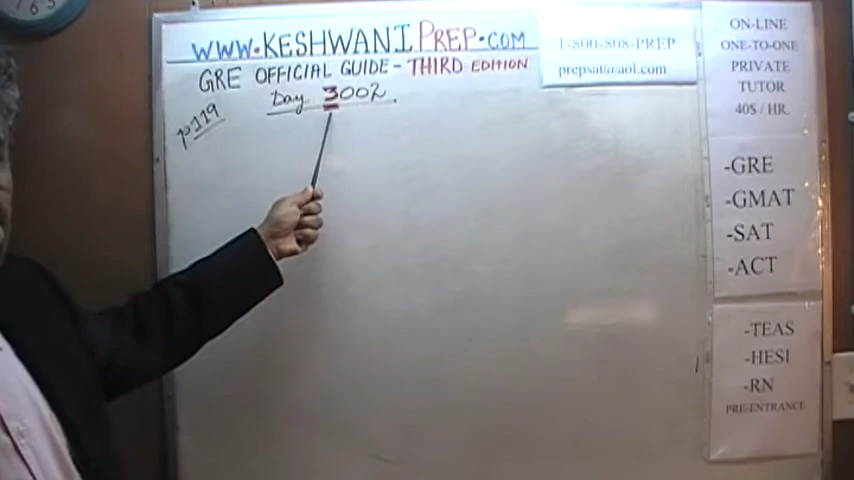 WWW.KESHWANIPREP.COM
GRE OFFICIAL GUIDE - THIRD EDITION
Day 3002.
p119
1-800-808-PREP
prepsat@aol.com
ON-LINE
ONE-TO-ONE
PRIVATE
TUTOR
40$ / HR.
-GRE
-GMAT
-SAT
-ACT
-TEAS
-HESI
-RN
PRE-ENTRANCE